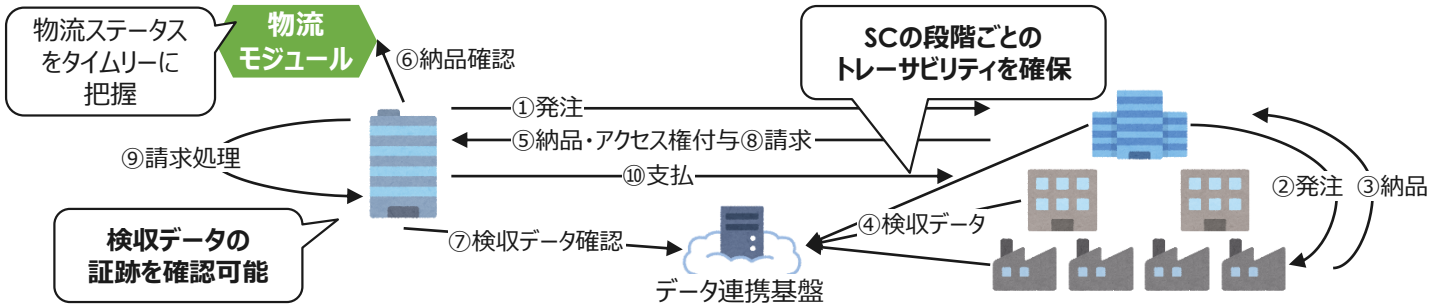 物流ステータス
をタイムリーに
把握
物流
モジュール
⑥納品確認
SCの段階ごとの
トレーサビリティを確保
①発注
⑤納品・アクセス権付与⑧請求
⑨請求処理
⑩支払
②発注
③納品
検収データの
証跡を確認可能
⑦検収データ確認
④検収データ
データ連携基盤